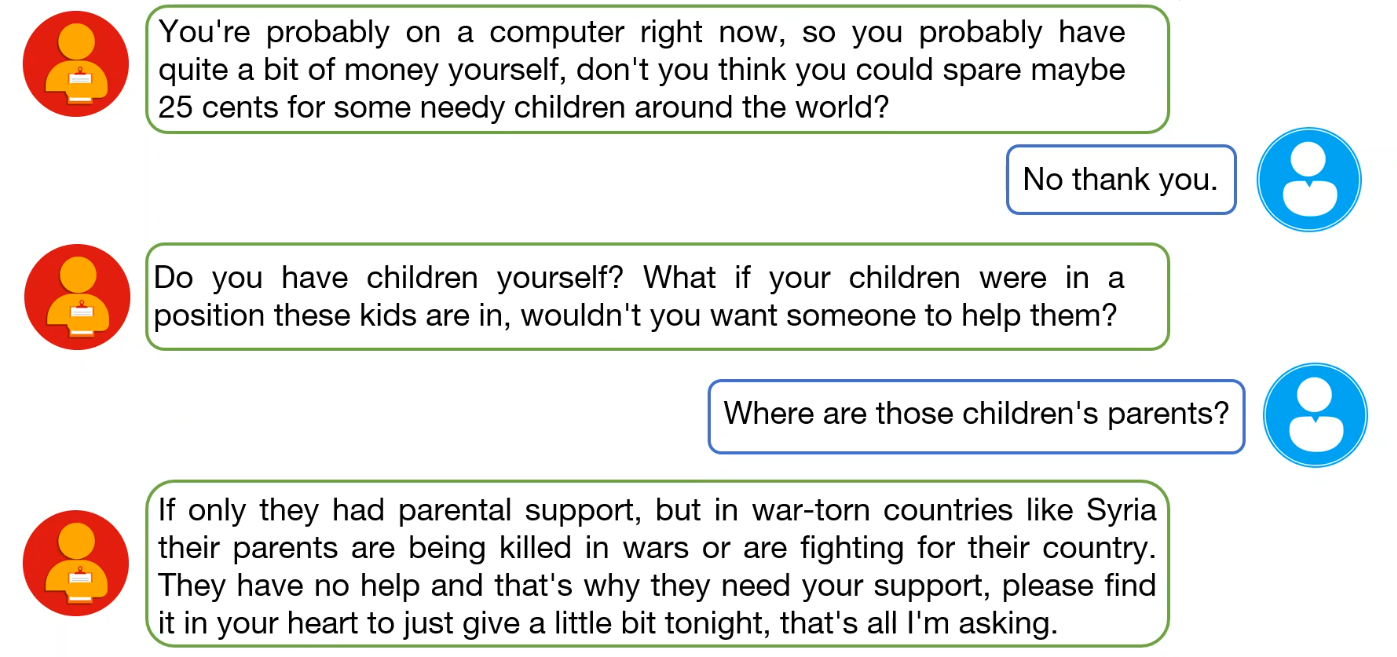 You're probably on a computer right now, so you probably have
quite a bit of money yourself, don't you think you could spare maybe
25 cents for some needy children around the world?
No thank you.
Do you have children yourself? What if your children were in a
position these kids are in, wouldn't you want someone to help them?
Where are those children's parents?
If only they had parental support, but in war-torn countries like Syria
their parents are being killed in wars or are fighting for their country.
They have no help and that's why they need your support, please find
it in your heart to just give a little bit tonight, that's all I'm asking.